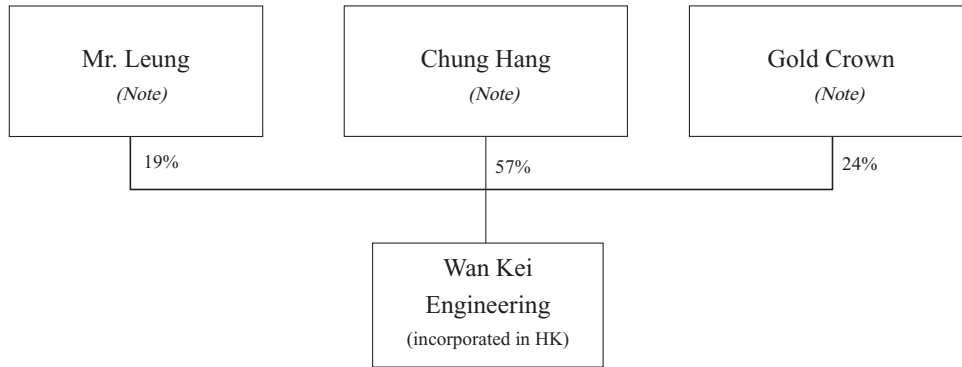 Mr. Leung
(Note)
Chung Hang
(Note)
Gold Crown
(Note)
19%
57%
24%
Wan Kei
Engineering
(incorporated in HK)